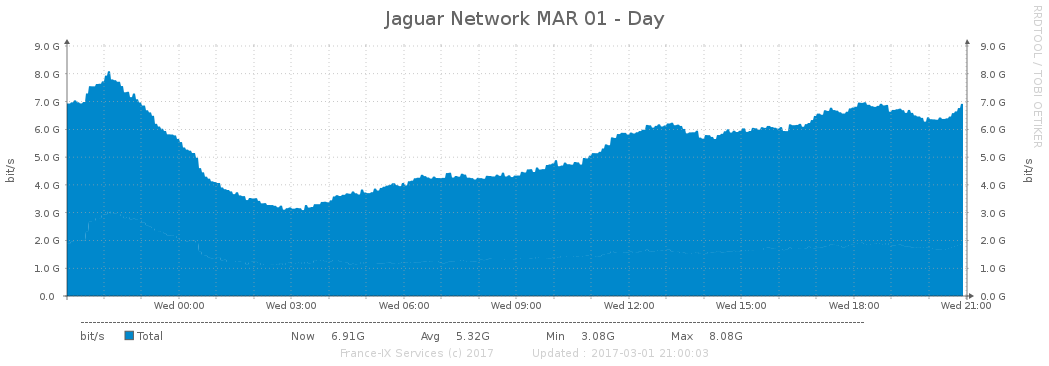 Jaguar Network MAR 01 - Day
RRDTOOL / TOBI OETIKER
bit/s
9.0 G
8.0 G
7.0 G
6.0 G
5.0 G
4.0 G
3.0 G
2.0 G
1.0 G
0.0
9.0 G
8.0 G
7.0 G
6.0 G
5.0 G
4.0 G
3.0 G
2.0 G
1.0 G
0.0 G
bit/s
Wed 00:00 Wed 03:00 Wed 06:00 Wed 09:00 Wed 12:00 Wed 15:00 Wed 18:00 Wed 21:00
bit/s Total Now 6.91G Avg 5.32G Min 3.08G Max 8.08G
France-IX Services (c) 2017 Updated : 2017-03-01 21:00:03